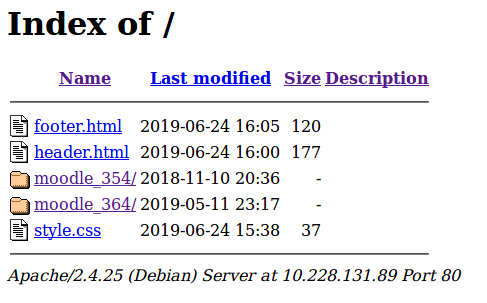 Index of /
Name Last modified Size Description
footer.html 2019-06-24 16:05 120
header.html 2019-06-24 16:00 177
moodle_354/ 2018-11-10 20:36 -
moodle_364/ 2019-05-11 23:17 -
style.css 2019-06-24 15:38 37
Apache/2.4.25 (Debian) Server at 10.228.131.89 Port 80